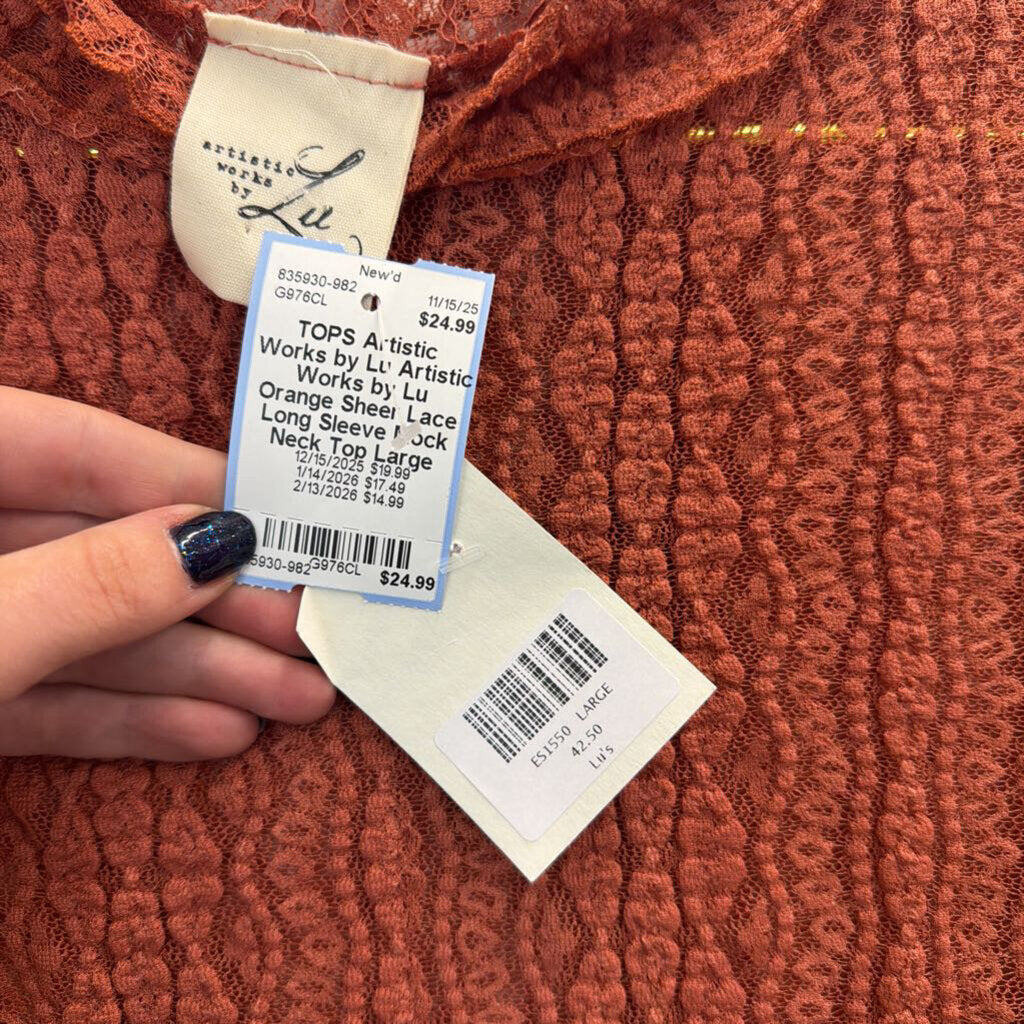 artistic
works
by
Lu
New'd
835930-982
G976CL
11/15/25
$24.99
TOPS Artistic
Works by Lu Artistic
Works by Lu
Orange Sheer Lace
Long Sleeve Mock
Neck Top Large
12/15/2025 $19.99
1/14/2026 $17.49
2/13/2026 $14.99
5930-982 G976CL $24.99
ES1550 LARGE
42.50
Lu's